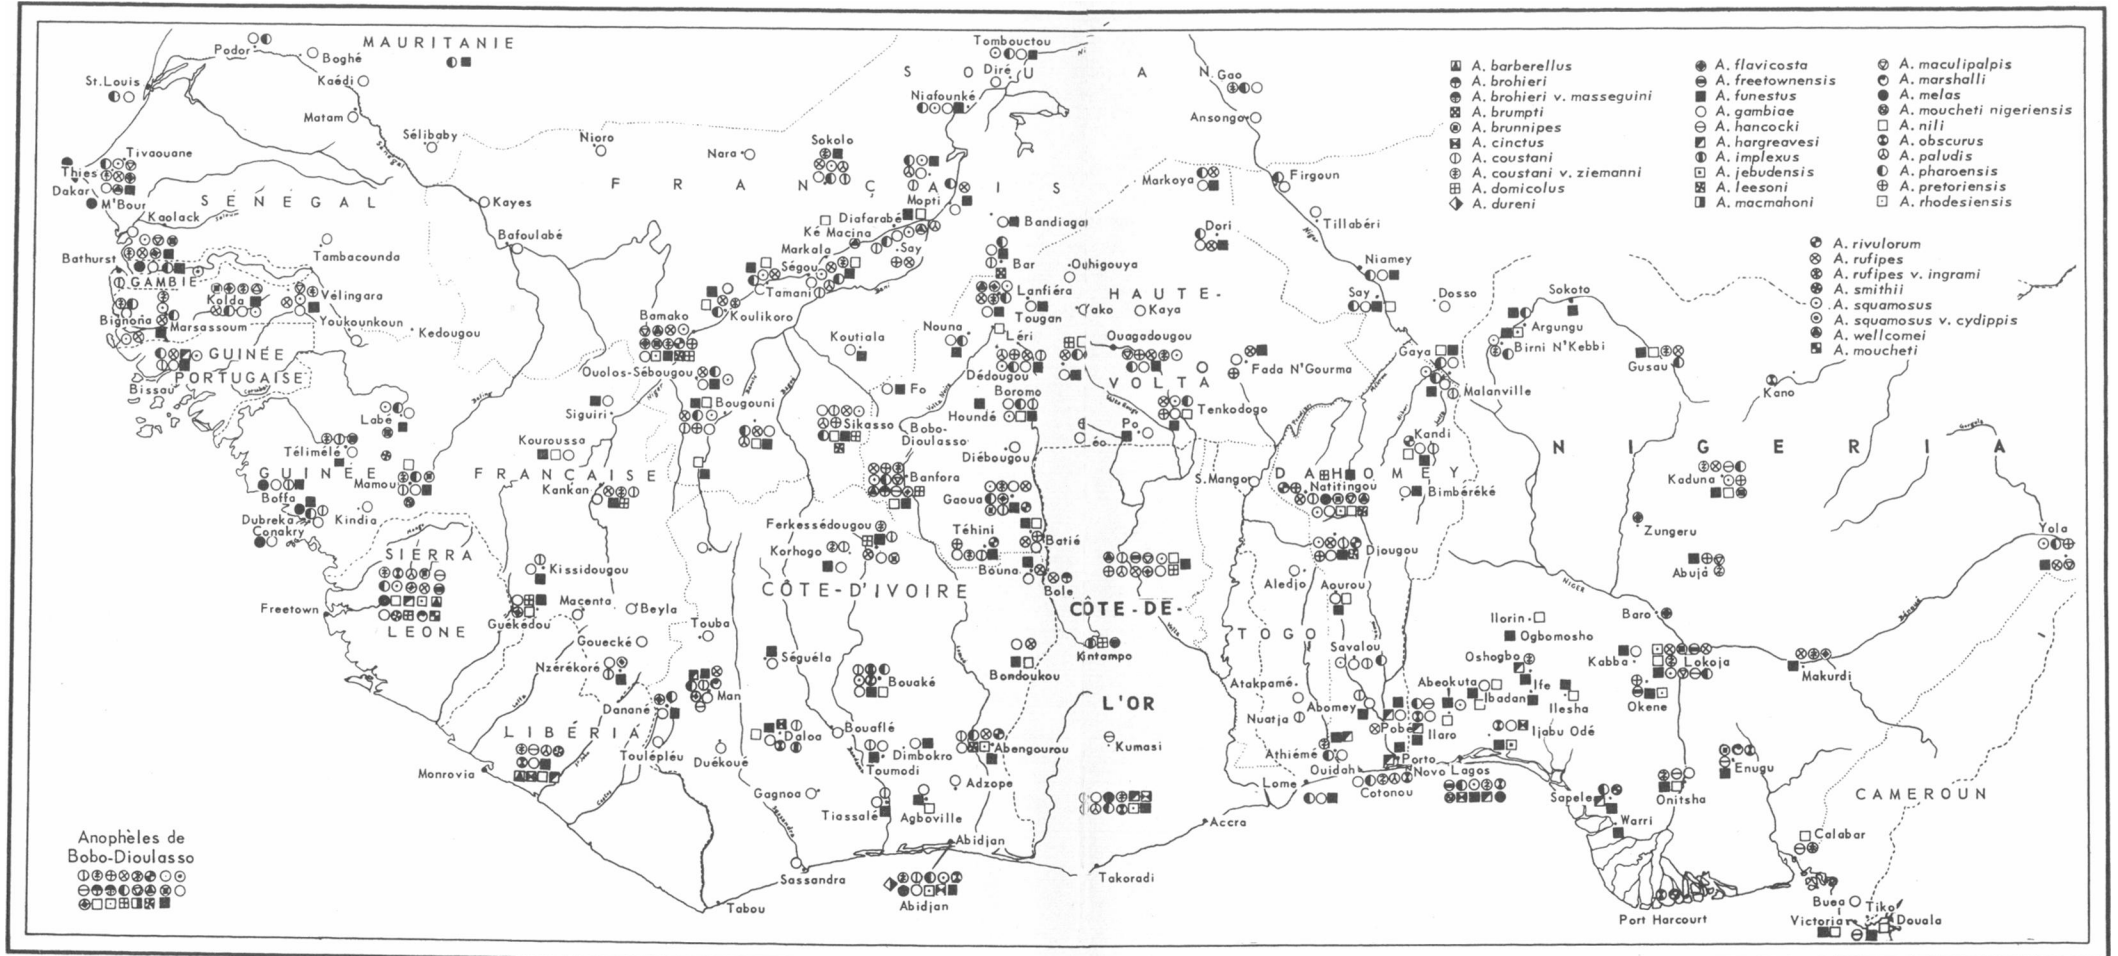 MAURITANIE
Podor
Boghé
St.Louis
Kaédi
Matam
Sénégal
Sélibaby
Nioro
Nara
Sokolo
Tombouctou
Diré
Niafounké
S O U A N
Gao
Ansongo
A. barberellus
A. brohieri
A. brohieri v. masseguini
A. brumpti
A. brunnipes
A. cinctus
A. coustani
A. coustani v. ziemanni
A. domicolus
A. dureni
A. flavicosta
A. freetownensis
A. funestus
A. gambiae
A. hancocki
A. hargreavesi
A. implexus
A. jebudensis
A. leesoni
A. macmahoni
A. maculipalpis
A. marshalli
A. melas
A. moucheti nigeriensis
A. nili
A. obscurus
A. paludis
A. pharoensis
A. pretoriensis
A. rhodesiensis
A. rivulorum
A. rufipes
A. rufipes v. ingrami
A. smithii
A. squamosus
A. squamosus v. cydippis
A. wellcomei
A. moucheti
Tivaouane
Thies
Dakar
M'Bour
SÉNÉGAL
Kaolack
Kayes
F R A N Ç A I S
Mopti
Markoya
Firgoun
Bafoulabé
Diafarabé
Ké Macina
Bandiaga
Dori
Tillabéri
Niger
Bathurst
GAMBIE
Tambacounda
Markala
Say
Ségou
Tamani
Bar
Ouhigouya
Niamey
Kolda
Vélingara
Koulikoro
Lanfiéra
HAUTE-
Say
Dosso
Sokoto
Bignona
Marsassoum
Youkounkoun
Kedougou
Bamako
Nouna
Tougan
Yako
Kaya
Argungu
Koutiala
Léri
Ouagadougou
Birni N'Kebbi
GUINÉE
PORTUGAISE
Bissau
Ouolos-Sébougou
Dédougou
VOLTA
Fada N'Gourma
Gaya
Gusau
Malanville
Kano
Siguiri
Bougouni
Fo
Boromo
Houndé
Tenkodogo
Labé
Sikasso
Bobo-
Dioulasso
Po
Léo
Kandi
NIGERIA
Kouroussa
Télimélé
Diébougou
GUINÉE FRANÇAISE
Mamou
Kankan
Banfora
S.Mango
DAHOMEY
Natitingou
Bimbéréké
Kaduna
Boffa
Dubreka
Conakry
Kindia
Gaoua
Ferkessédougou
Téhini
Korhogo
Batié
Zungeru
Yola
SIERRA
LEONE
Kissidougou
Bouna
Bole
Djougou
Aledjo
Aourou
Abuja
NIGER
Freetown
Guékédou
Macenta
Beyla
CÔTE-D'IVOIRE
CÔTE-DE-
L'OR
Volta
Baro
Ilorin
Ogbomosho
Gouecké
Touba
TOGO
Savalou
Oshogbo
Kabba
Lokoja
Makurdi
Nzérékoré
Séguéla
Kintampo
Bondoukou
Bouaké
Man
Danané
Atakpamé
Nuatja
Abomey
Abeokuta
Ibadan
Ife
Ilesha
Okene
LIBÉRIA
Toulépléu
Duékoué
Daloa
Bouaflé
Dimbokro
Toumodi
Abengourou
Kumasi
Pobé
Ilaro
Ijabu Odé
Athiémé
Ouidah
Porto Novo
Lagos
Enugu
Monrovia
Gagnoa
Adzope
Lome
Cotonou
Sapele
Onitsha
CAMEROUN
Tiassalé
Agboville
Accra
Warri
Calabar
Anophèles de
Bobo-Dioulasso
Abidjan
Sassandra
Takoradi
Abidjan
Tabou
Port Harcourt
Buea
Tiko
Victoria
Douala